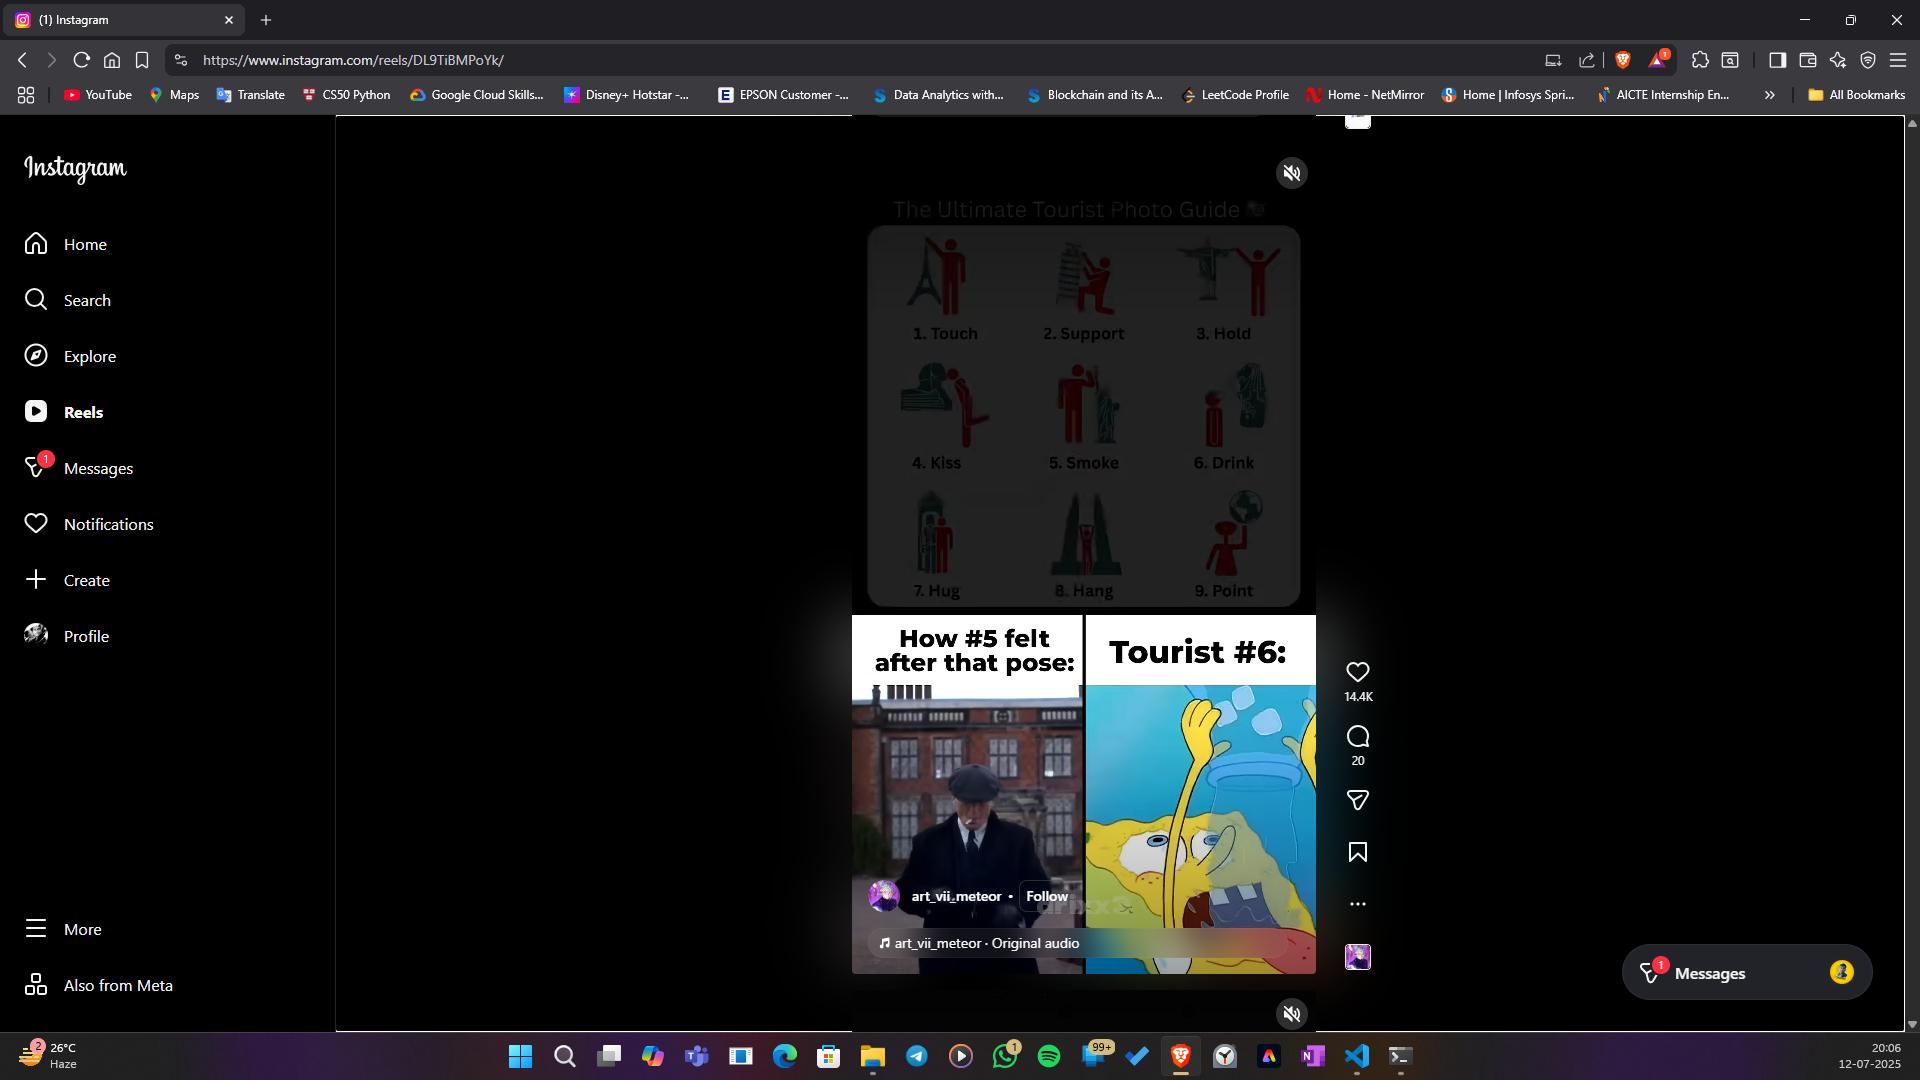 (1) Instagram
https://www.instagram.com/reels/DL9TiBMPoYk/
1
YouTube
Maps
Translate
CS50 Python
Google Cloud Skills...
Disney+ Hotstar -...
EPSON Customer -...
Data Analytics with...
Blockchain and its A...
LeetCode Profile
Home - NetMirror
Home | Infosys Spri...
AICTE Internship En...
All Bookmarks
Instagram
Home
Search
Explore
Reels
1
Messages
Notifications
Create
Profile
More
Also from Meta
The Ultimate Tourist Photo Guide
1. Touch
2. Support
3. Hold
4. Kiss
5. Smoke
6. Drink
7. Hug
8. Hang
9. Point
How #5 felt
after that pose:
Tourist #6:
art_vii_meteor • Follow
art_vii_meteor · Original audio
14.4K
20
1
Messages
2
26°C
Haze
1
99+
20:06
12-07-2025